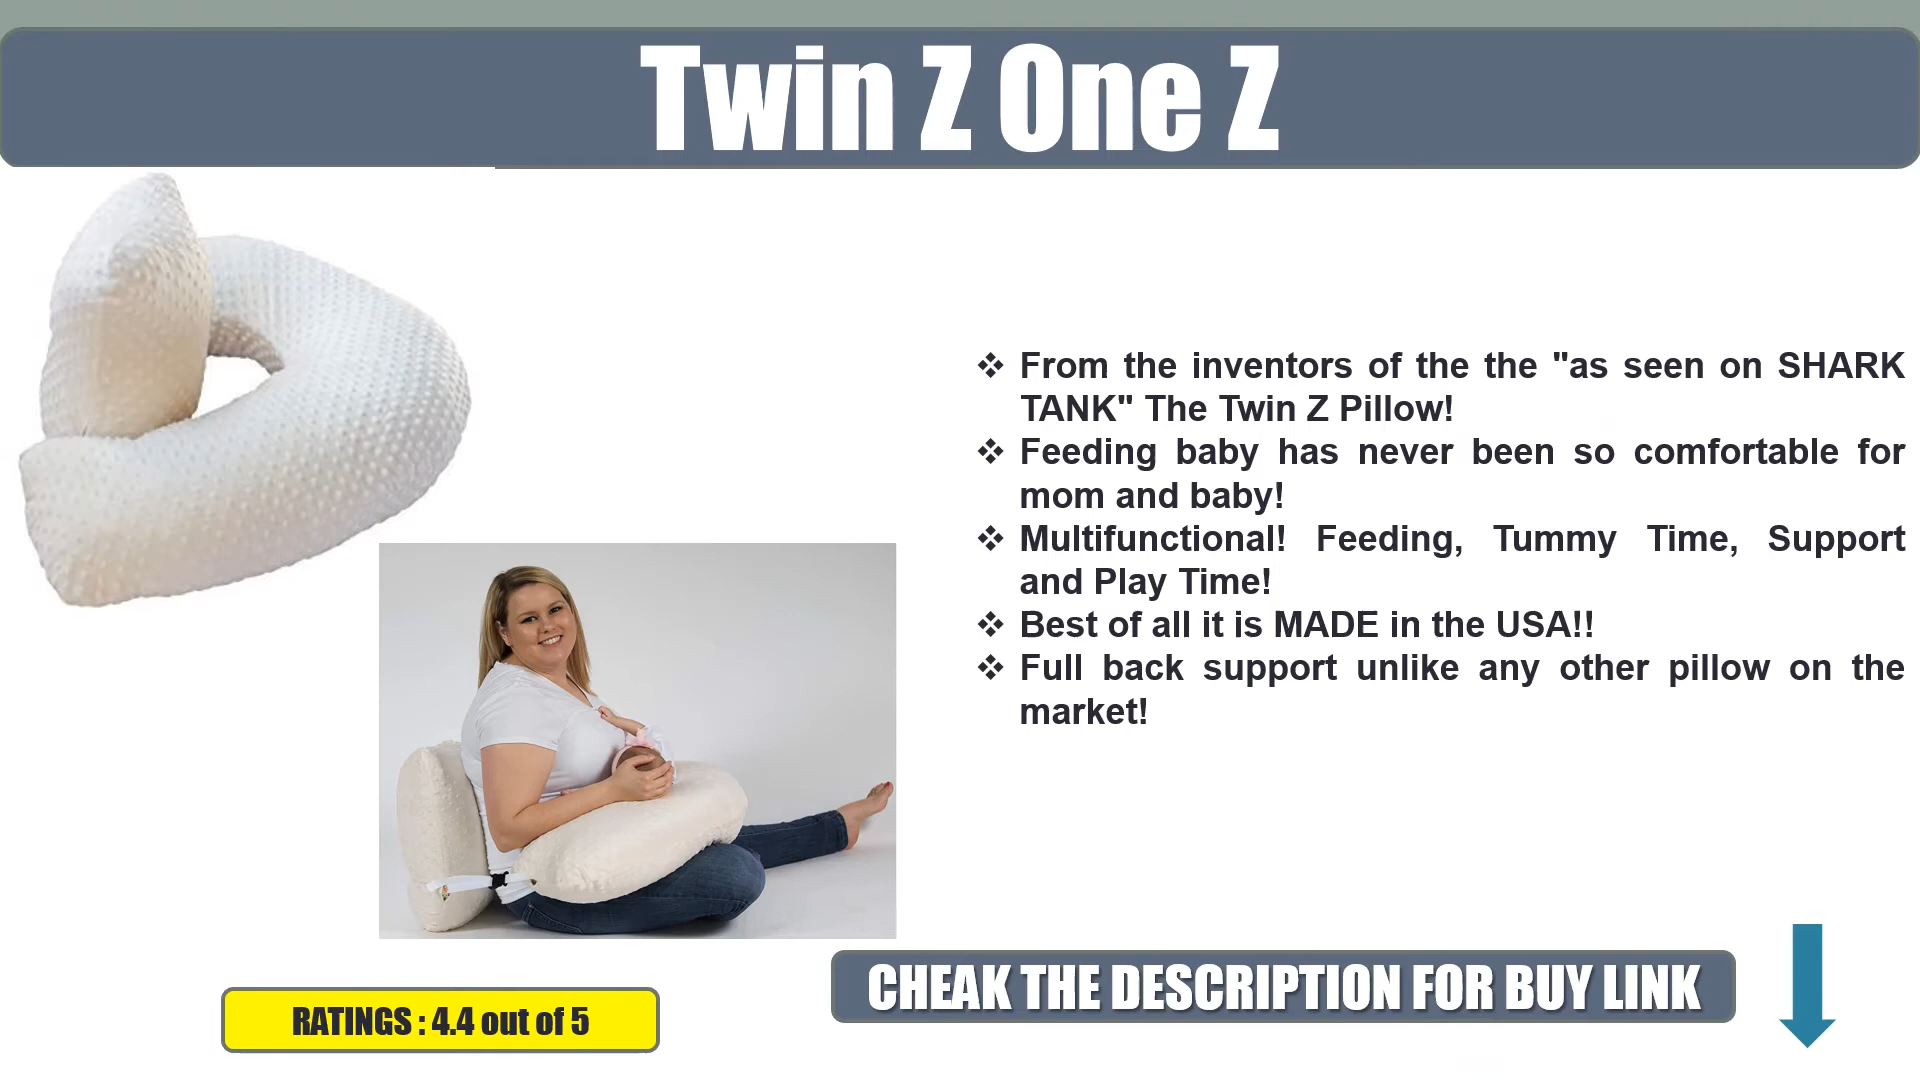 Twin Z One Z
❖ From the inventors of the the "as seen on SHARK
TANK" The Twin Z Pillow!
❖ Feeding baby has never been so comfortable for
mom and baby!
❖ Multifunctional! Feeding, Tummy Time, Support
and Play Time!
❖ Best of all it is MADE in the USA!!
❖ Full back support unlike any other pillow on the
market!
CHEAK THE DESCRIPTION FOR BUY LINK
RATINGS : 4.4 out of 5